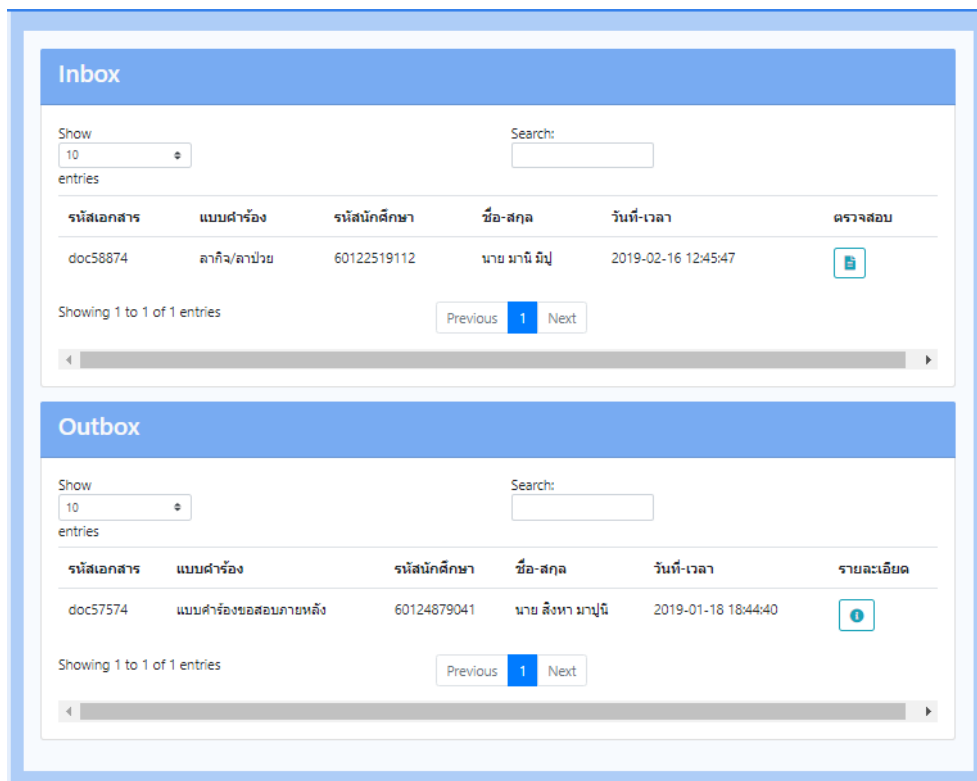 Inbox
Show
10
entries
Search:
รหัสเอกสาร แบบคำร้อง รหัสนักศึกษา ชื่อ-สกุล วันที่-เวลา ตรวจสอบ
doc58874 ลากิจ/ลาป่วย 60122519112 นาย มานิ มิปู 2019-02-16 12:45:47
Showing 1 to 1 of 1 entries
Previous 1 Next
Outbox
Show
10
entries
Search:
รหัสเอกสาร แบบคำร้อง รหัสนักศึกษา ชื่อ-สกุล วันที่-เวลา รายละเอียด
doc57574 แบบคำร้องขอสอบภายหลัง 60124879041 นาย สิงหา มาปูนิ 2019-01-18 18:44:40
Showing 1 to 1 of 1 entries
Previous 1 Next